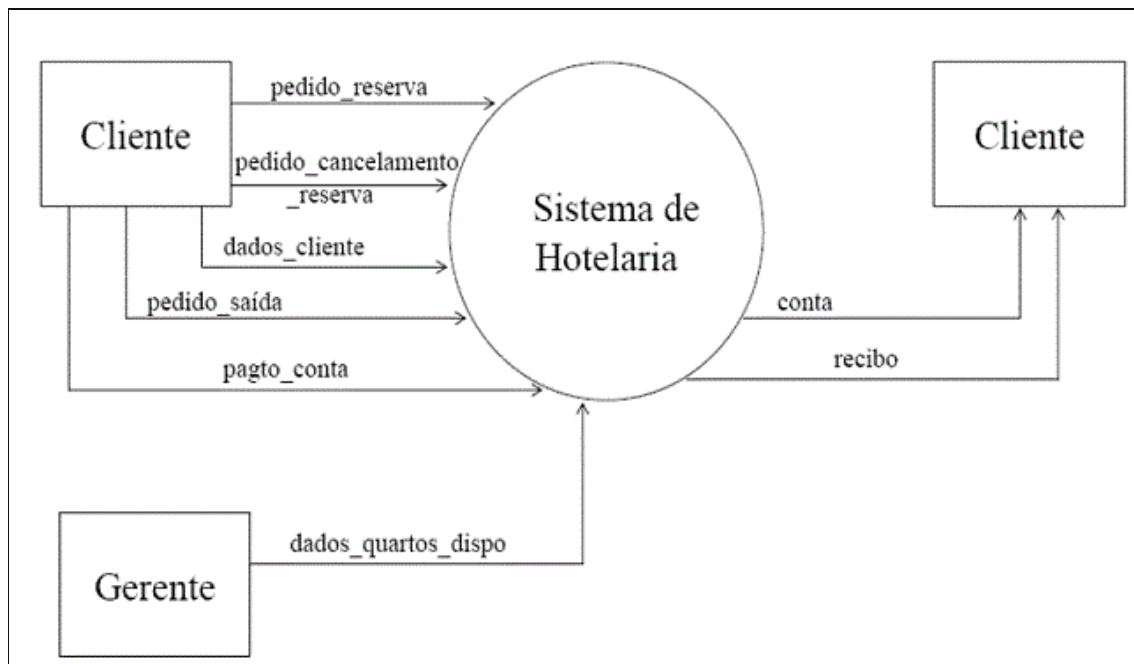 pedido_reserva
Cliente
Cliente
pedido_cancelamento
_reserva
Sistema de
Hotelaria
dados_cliente
pedido_saída
conta
pagto_conta
recibo
dados_quartos_dispo
Gerente